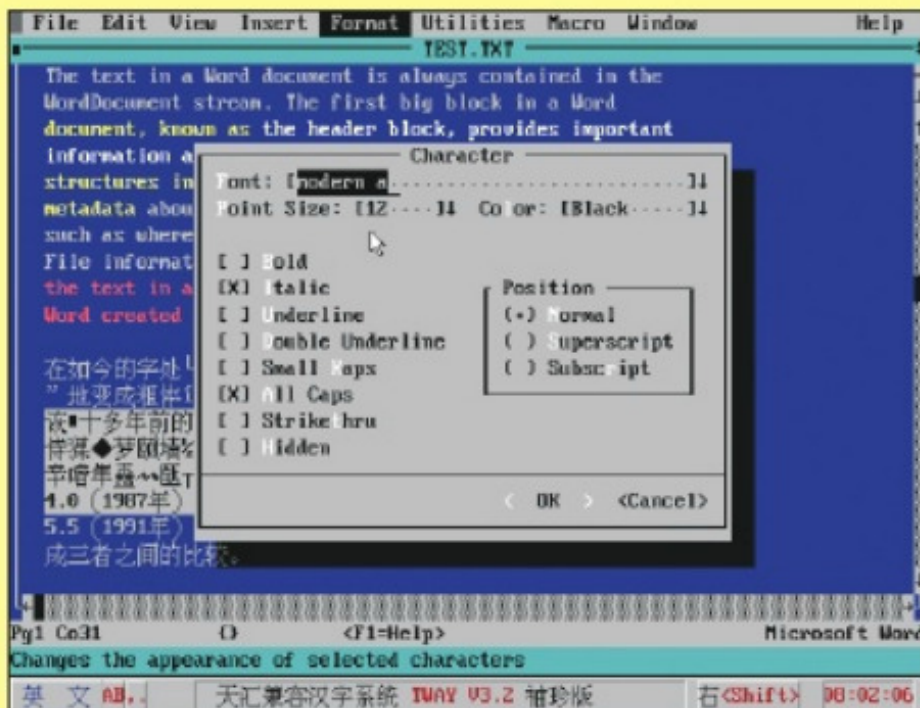 File Edit View Insert Format Utilities Macro Window Help
TEST.TXT
The text in a Word document is always contained in the
WordDocument stream. The first big block in a Word
document, known as the header block, provides important
information a
structures in
metadata abou
such as where
File informat
the text in a
Word created
在如今的字处
4.0 (1987年)
5.5 (1991年)
成三者之间的比较。
Character
Font: [modern a]↓
Point Size: [12····]↓ Color: [Black·····]↓
[ ] Bold
[X] Italic
[ ] Underline
[ ] Double Underline
[ ] Small Kaps
[X] All Caps
[ ] Strikethru
[ ] Hidden
Position
(•) Normal
( ) Superscript
( ) Subscript
< OK > <Cancel>
Pg1 Co31 {} <F1=Help> Microsoft Word
Changes the appearance of selected characters
英 文 AB,. 天汇兼容汉字系统 TWAY V3.2 袖珍版 右<Shift> 08:02:06